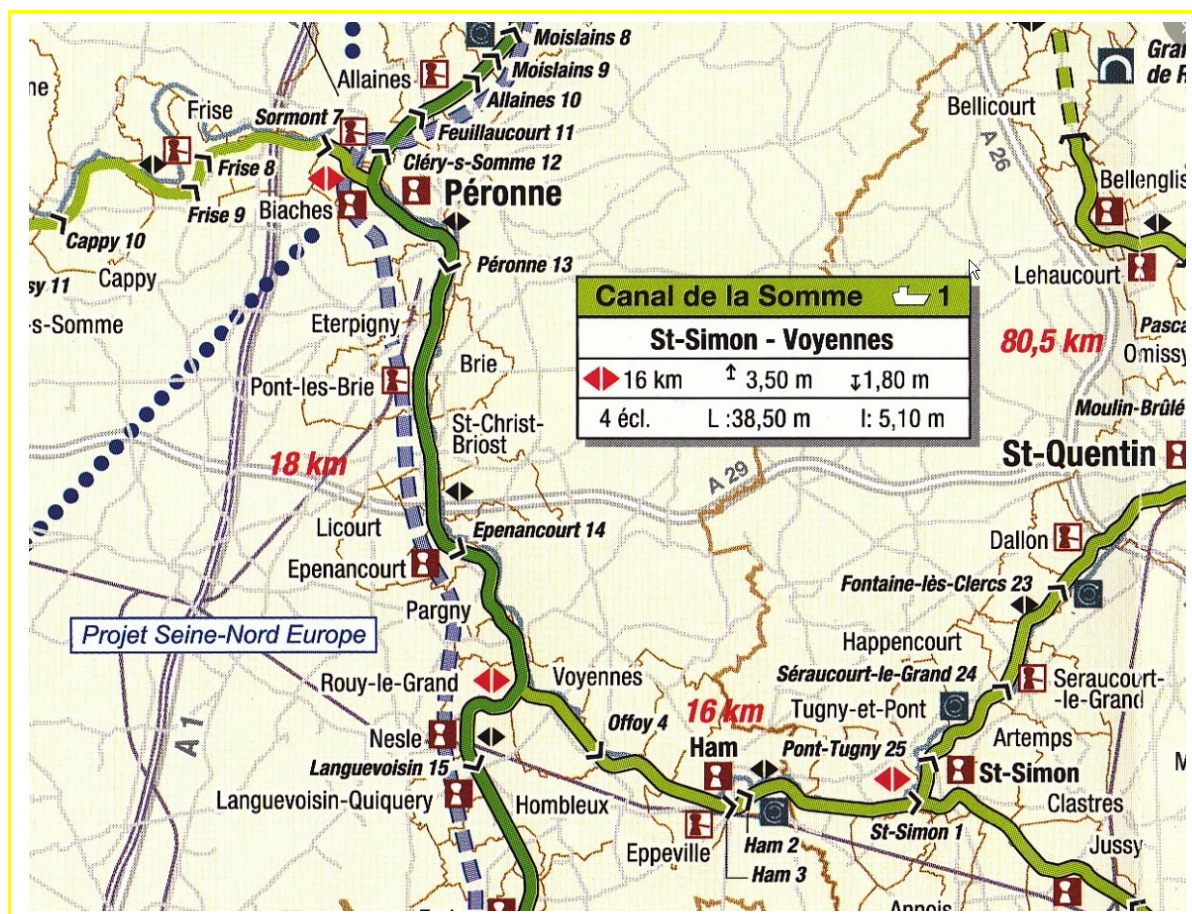 Moislains 8
Allaines
Moislains 9
Allaines 10
Frise
Sormont 7
Feuillaucourt 11
Frise 8
Cléry-s-Somme 12
Péronne
Biaches
Frise 9
Cappy 10
Cappy
-s-Somme
Péronne 13
Eterpigny
Brie
Pont-les-Brie
St-Christ-
Briost
18 km
Licourt
Epenancourt 14
Epenancourt
Pargny
Projet Seine-Nord Europe
A 1
Rouy-le-Grand
Voyennes
Nesle
Offoy 4
16 km
Languevoisin 15
Languevoisin-Quiquery
Hombleux
Ham
Eppeville
Ham 2
Ham 3
Canal de la Somme 1
St-Simon - Voyennes
16 km 3,50 m 1,80 m
4 écl. L :38,50 m l: 5,10 m
A 29
Bellicourt
A 26
Bellenglis
Lehaucourt
80,5 km
Omissy
Moulin-Brûlé
St-Quentin
Dallon
Fontaine-lès-Clercs 23
Happencourt
Séraucourt-le-Grand 24
Seraucourt-
-le-Grand
Tugny-et-Pont
Artemps
Pont-Tugny 25
St-Simon
St-Simon 1
Clastres
Jussy
Annois